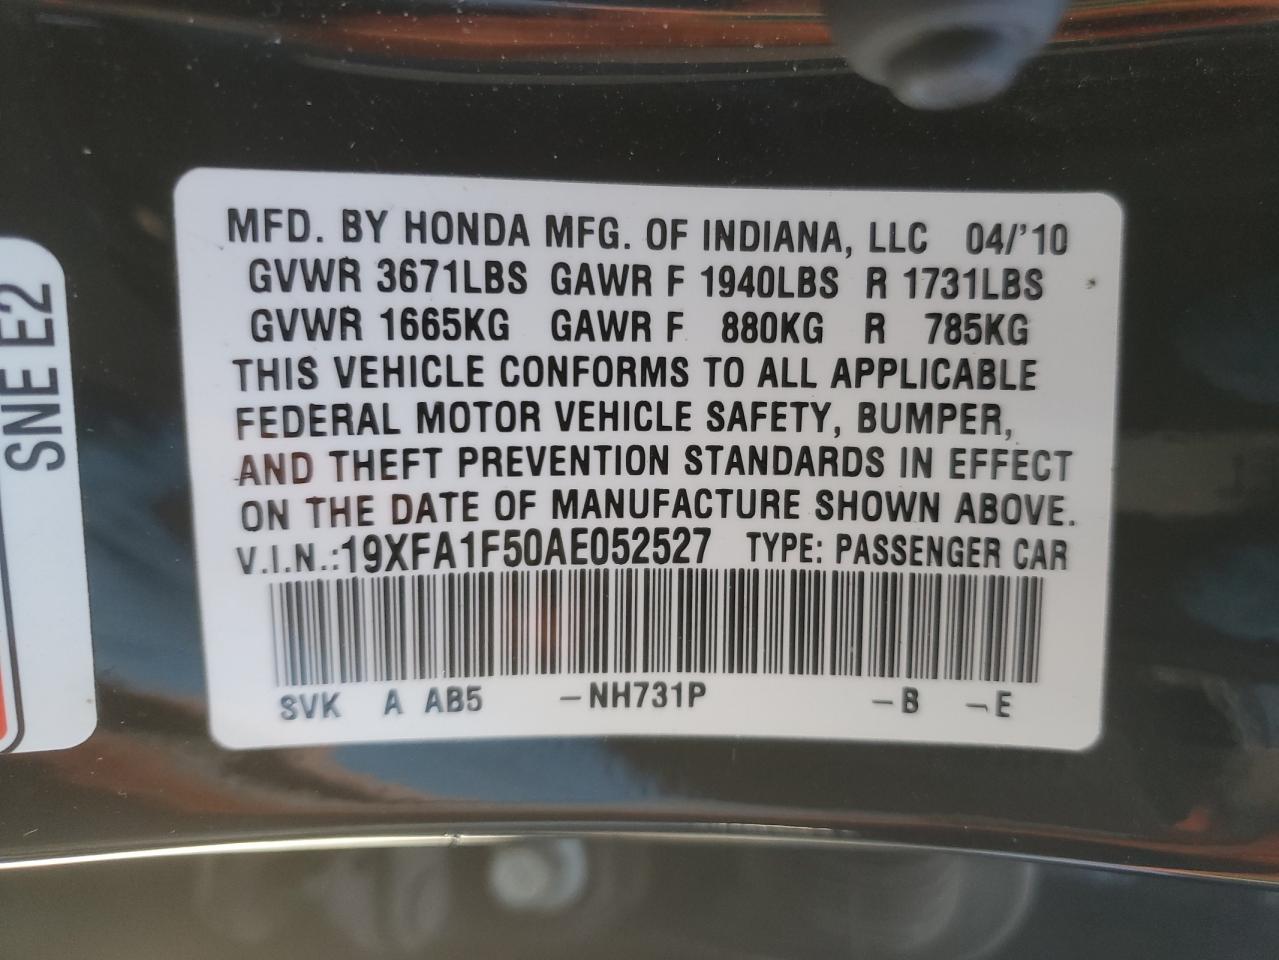 MFD. BY HONDA MFG. OF INDIANA, LLC 04/'10
GVWR 3671LBS GAWR F 1940LBS R 1731LBS
GVWR 1665KG GAWR F 880KG R 785KG
THIS VEHICLE CONFORMS TO ALL APPLICABLE
FEDERAL MOTOR VEHICLE SAFETY, BUMPER,
AND THEFT PREVENTION STANDARDS IN EFFECT
ON THE DATE OF MANUFACTURE SHOWN ABOVE.
V.I.N.:19XFA1F50AE052527 TYPE: PASSENGER CAR
SVK A AB5 -NH731P -B -E
SNE E2